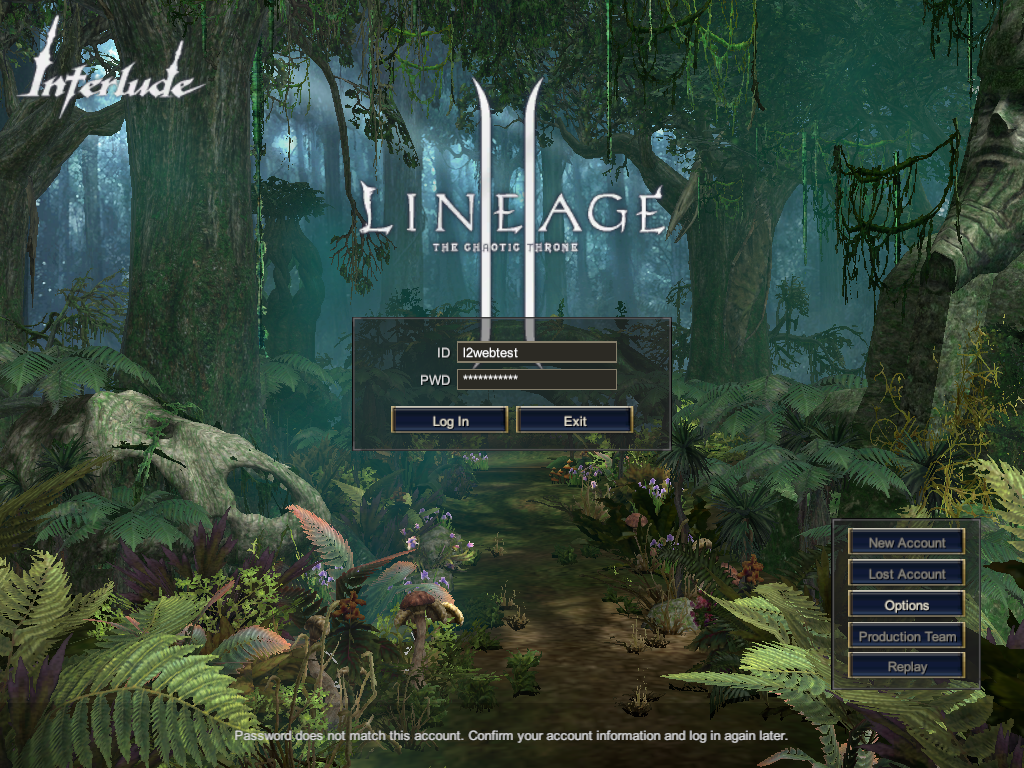 Interlude
LINEAGE II
THE CHAOTIC THRONE
ID l2webtest
PWD ***********
Log In Exit
New Account
Lost Account
Options
Production Team
Replay
Password does not match this account. Confirm your account information and log in again later.